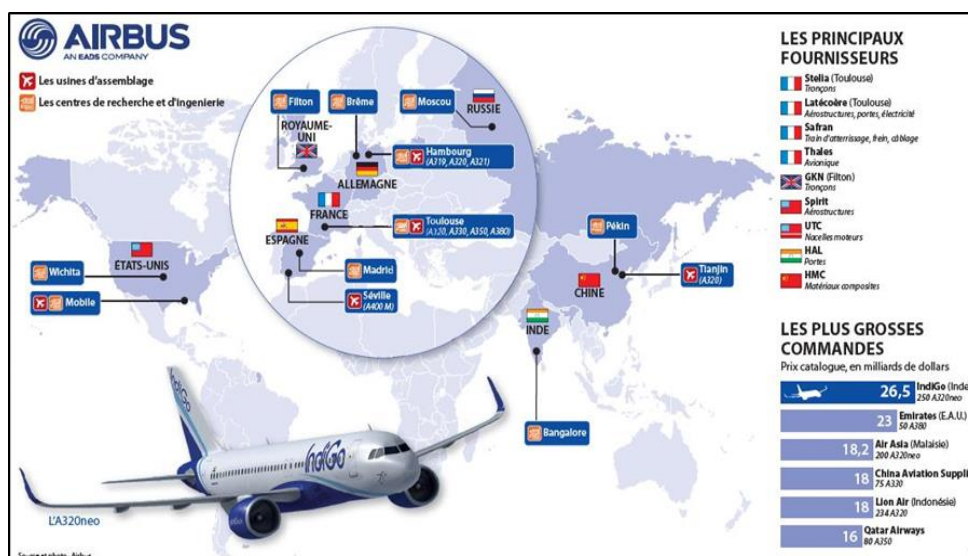 AIRBUS
AN EADS COMPANY
Les usines d'assemblage
Les centres de recherche et d'ingenierie
Filton
Brême
Moscou
RUSSIE
ROYAUME-
UNI
Hambourg
(A319, A320, A321)
ALLEMAGNE
FRANCE
Toulouse
(A320, A330, A350, A380)
ESPAGNE
Madrid
Séville
(A400 M)
ÉTATS-UNIS
Wichita
Mobile
Pékin
Tianjin
(A320)
CHINE
INDE
Bangalore
IndiGo
IndiGo
L'A320neo
LES PRINCIPAUX
FOURNISSEURS
Stelia (Toulouse)
Tronçons
Latécoère (Toulouse)
Aérostructures, portes, électricité
Safran
Train d'atterrissage, frein, câblage
Thales
Avionique
GKN (Filton)
Tronçons
Spirit
Aérostructures
UTC
Nacelles moteurs
HAL
Portes
HMC
Matériaux composites
LES PLUS GROSSES
COMMANDES
Prix catalogue, en milliards de dollars
26,5 IndiGo (Inde
250 A320neo
23 Emirates (E.A.U.)
50 A380
18,2 Air Asia (Malaisie)
200 A320neo
18 China Aviation Suppli
75 A330
18 Lion Air (Indonésie)
234 A320
16 Qatar Airways
80 A350